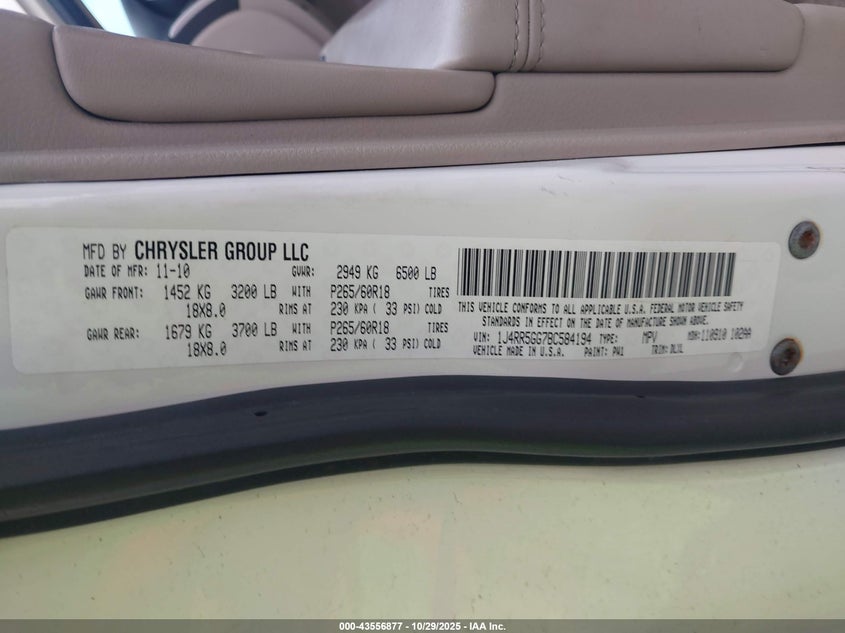 MFD BY CHRYSLER GROUP LLC
DATE OF MFR: 11-10 GVWR: 2949 KG 6500 LB
GAWR FRONT: 1452 KG 3200 LB WITH P265/60R18 TIRES
18X8.0 RIMS AT 230 KPA ( 33 PSI) COLD
GAWR REAR: 1679 KG 3700 LB WITH P265/60R18 TIRES
18X8.0 RIMS AT 230 KPA ( 33 PSI) COLD
THIS VEHICLE CONFORMS TO ALL APPLICABLE U.S.A. FEDERAL MOTOR VEHICLE SAFETY
STANDARDS IN EFFECT ON THE DATE OF MANUFACTURE SHOWN ABOVE.
VIN: 1J4RR5GG7BC584194 TYPE: MPV MDH: 110810 102AA
VEHICLE MADE IN U.S.A. PAINT: PW1 TRIM: DLXL
000-43556877 - 10/29/2025 - IAA Inc.